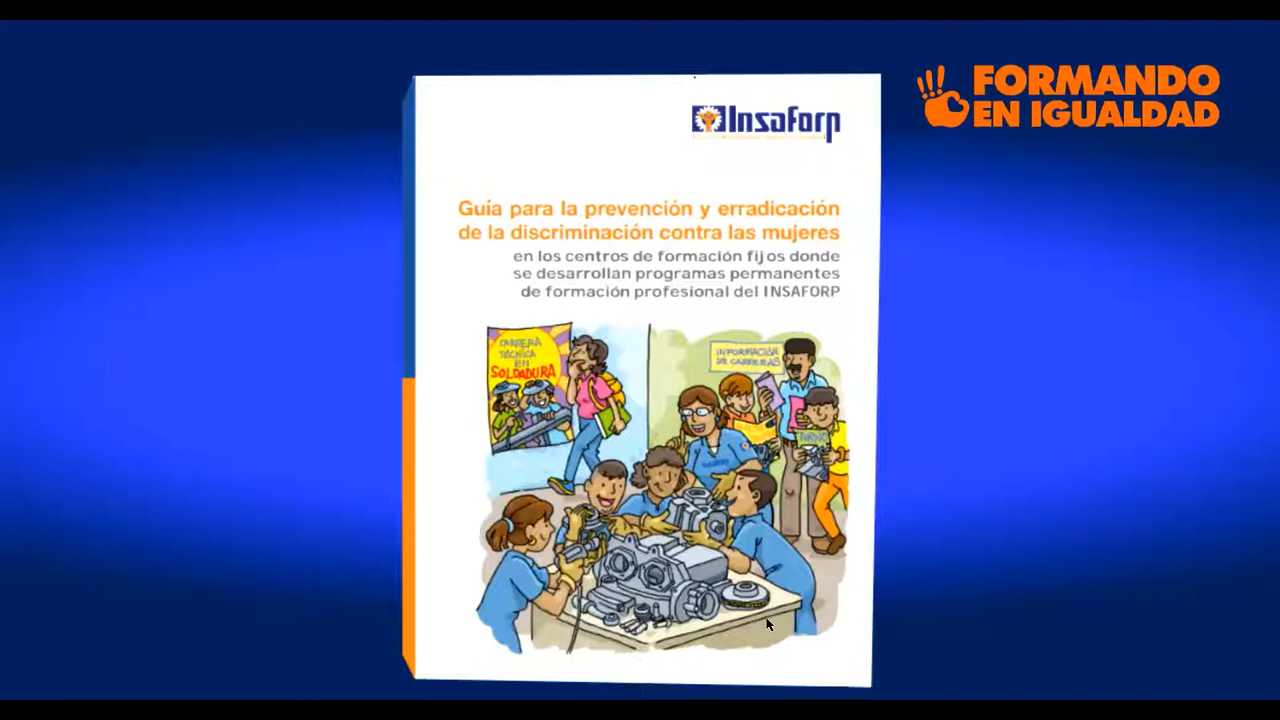 FORMANDO
EN IGUALDAD
Insaforp
Guía para la prevención y erradicación
de la discriminación contra las mujeres
en los centros de formación fijos donde
se desarrollan programas permanentes
de formación profesional del INSAFORP
CARRERA
TÉCNICA
EN
SOLDADURA
INFORMACIÓN
DE CARRERAS
TORNO